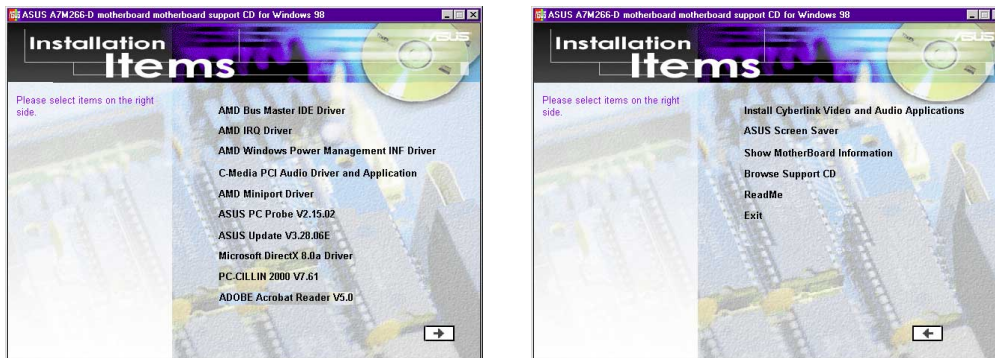 ASUS A7M266-D motherboard motherboard support CD for Windows 98
Installation
Items
/SUS
Please select items on the right
side.
AMD Bus Master IDE Driver
AMD IRQ Driver
AMD Windows Power Management INF Driver
C-Media PCI Audio Driver and Application
AMD Miniport Driver
ASUS PC Probe V2.15.02
ASUS Update V3.28.06E
Microsoft DirectX 8.0a Driver
PC-CILLIN 2000 V7.61
ADOBE Acrobat Reader V5.0
ASUS A7M266-D motherboard motherboard support CD for Windows 98
Installation
Items
/SUS
Please select items on the right
side.
Install Cyberlink Video and Audio Applications
ASUS Screen Saver
Show MotherBoard Information
Browse Support CD
ReadMe
Exit